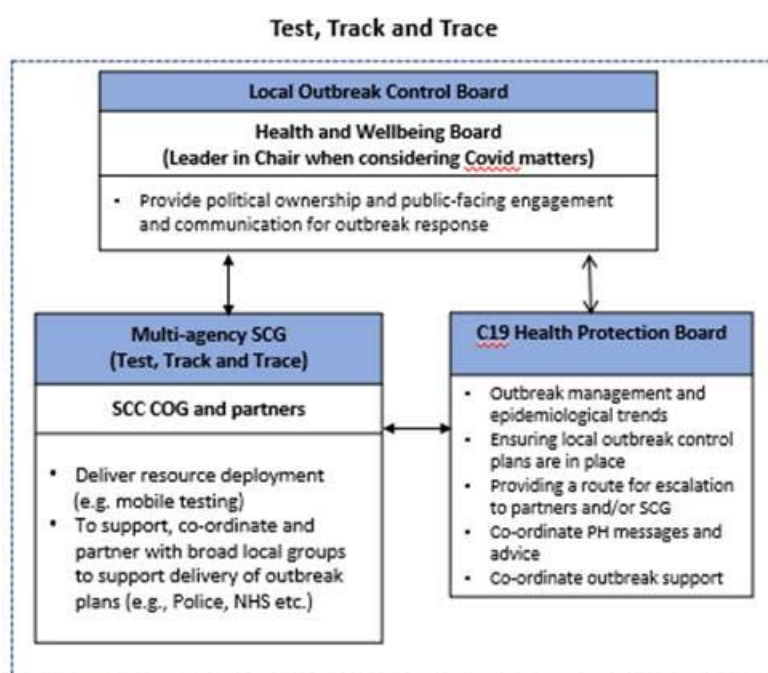 Test, Track and Trace
Local Outbreak Control Board
Health and Wellbeing Board
(Leader in Chair when considering Covid matters)
• Provide political ownership and public-facing engagement
and communication for outbreak response
Multi-agency SCG
(Test, Track and Trace)
SCC COG and partners
• Deliver resource deployment
(e.g. mobile testing)
• To support, co-ordinate and
partner with broad local groups
to support delivery of outbreak
plans (e.g., Police, NHS etc.)
C19 Health Protection Board
• Outbreak management and
epidemiological trends
• Ensuring local outbreak control
plans are in place
• Providing a route for escalation
to partners and/or SCG
• Co-ordinate PH messages and
advice
• Co-ordinate outbreak support